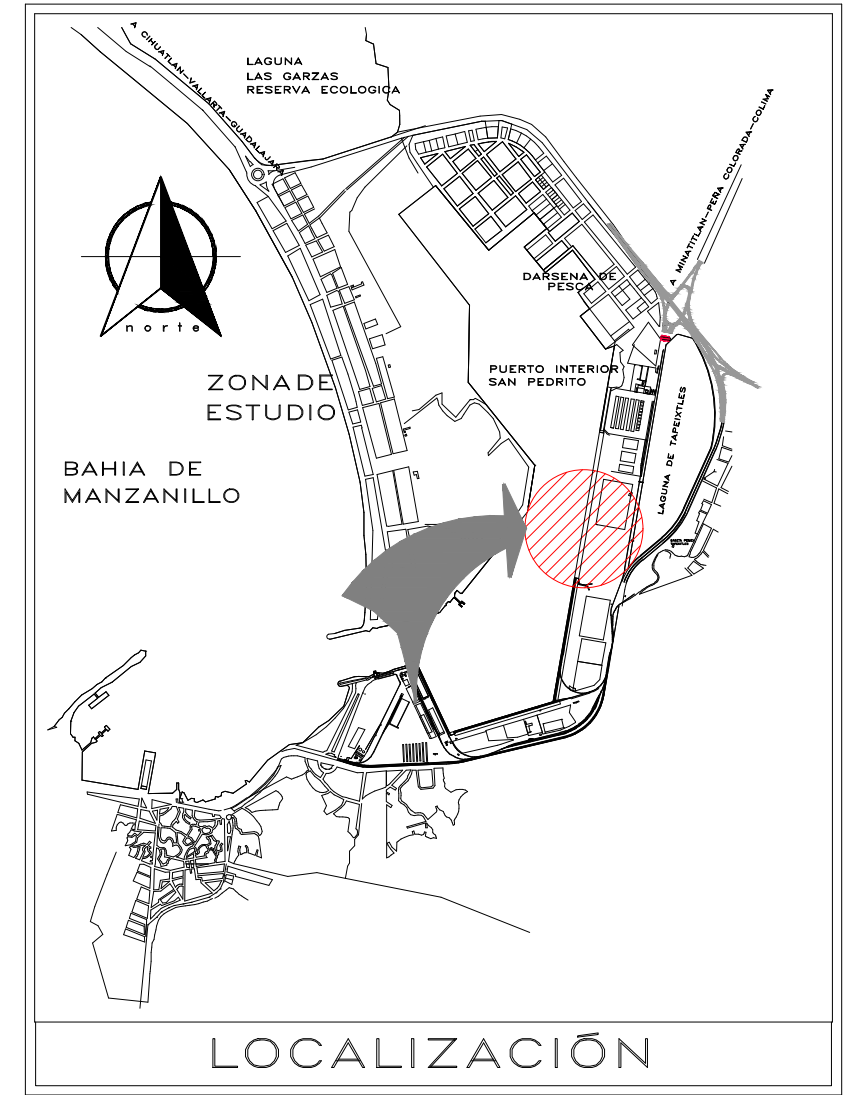 A CIHUATLAN-VALLARTA-GUADALAJARA
LAGUNA
LAS GARZAS
RESERVA ECOLOGICA
A MINATITLAN-PEÑA COLORADA-COLIMA
norte
DARSENA DE
PESCA
PUERTO INTERIOR
SAN PEDRITO
ZONA DE
ESTUDIO
LAGUNA DE TAPEIXTLES
BAHIA DE
MANZANILLO
LOCALIZACIÓN